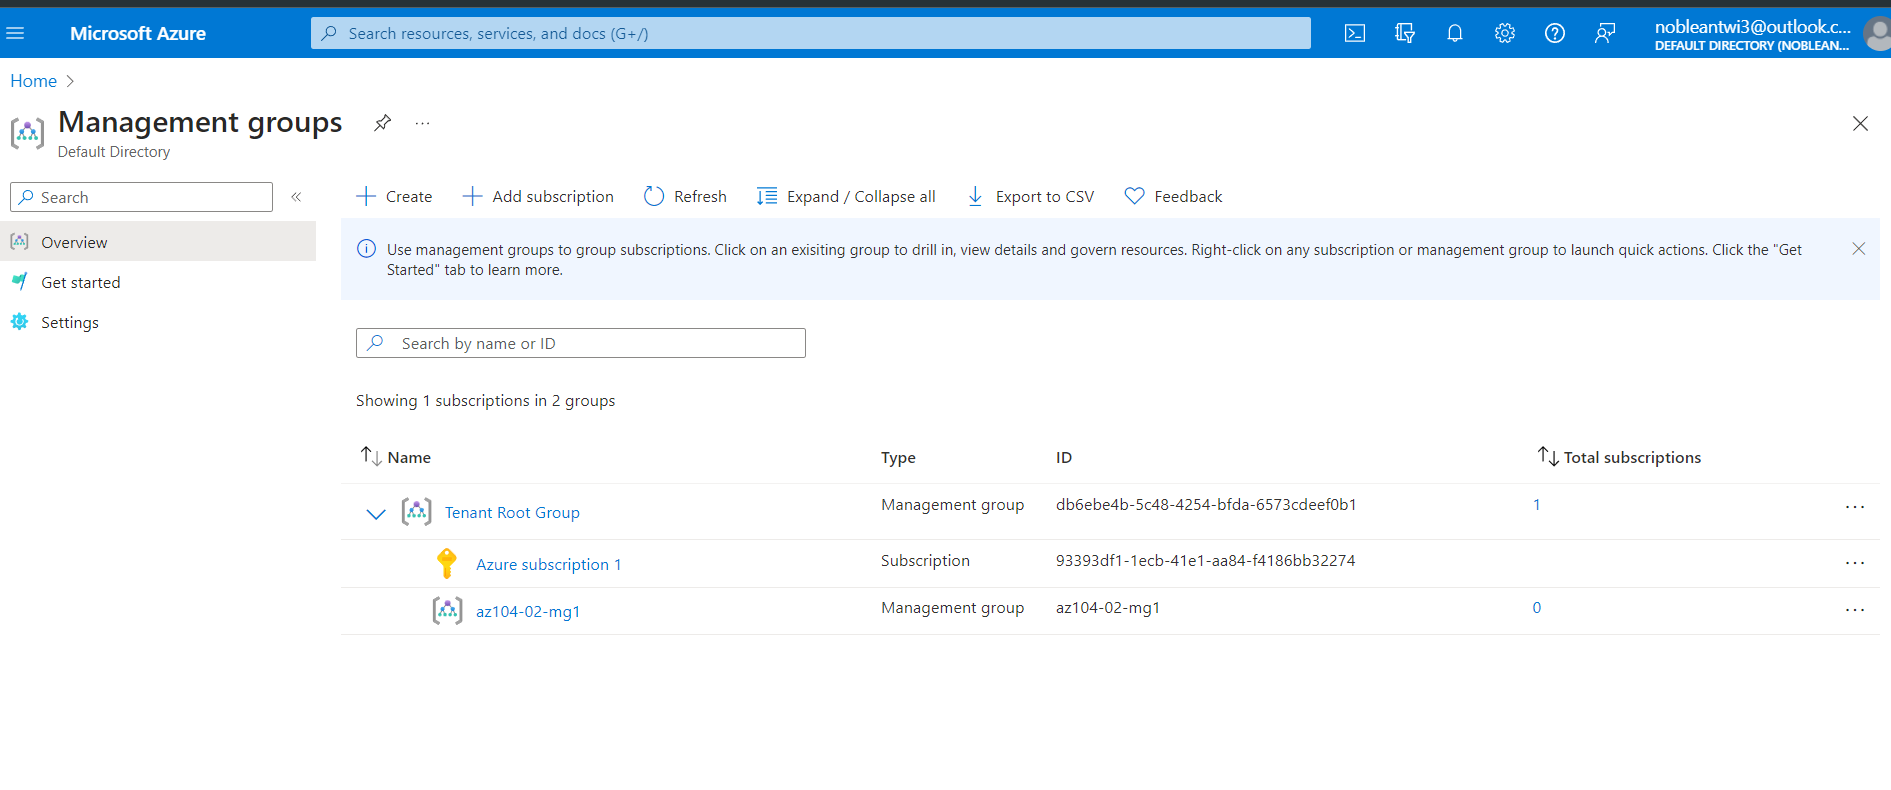 Microsoft Azure
Search resources, services, and docs (G+/)
nobleantwi3@outlook.c...
DEFAULT DIRECTORY (NOBLEAN...
Home
Management groups
...
Default Directory
Search
«
Create
Add subscription
Refresh
Expand / Collapse all
Export to CSV
Feedback
Overview
Get started
Settings
Use management groups to group subscriptions. Click on an exisiting group to drill in, view details and govern resources. Right-click on any subscription or management group to launch quick actions. Click the "Get
Started" tab to learn more.
Search by name or ID
Showing 1 subscriptions in 2 groups
Name Type ID Total subscriptions
Tenant Root Group Management group db6ebe4b-5c48-4254-bfda-6573cdeef0b1 1 ...
Azure subscription 1 Subscription 93393df1-1ecb-41e1-aa84-f4186bb32274 ...
az104-02-mg1 Management group az104-02-mg1 0 ...